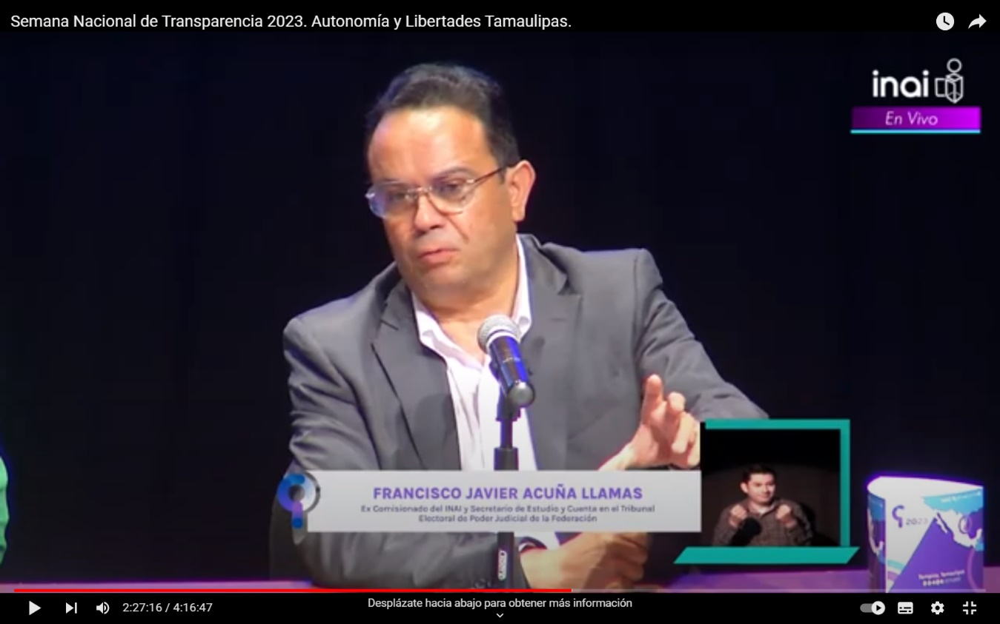 Semana Nacional de Transparencia 2023. Autonomía y Libertades Tamaulipas.
inai
En Vivo
FRANCISCO JAVIER ACUÑA LLAMAS
Ex Comisionado del INAI y Secretario de Estudio y Cuenta en el Tribunal
Electoral de Poder Judicial de la Federación
2023
Tampico, Tamaulipas
2:27:16 / 4:16:47
Desplázate hacia abajo para obtener más información